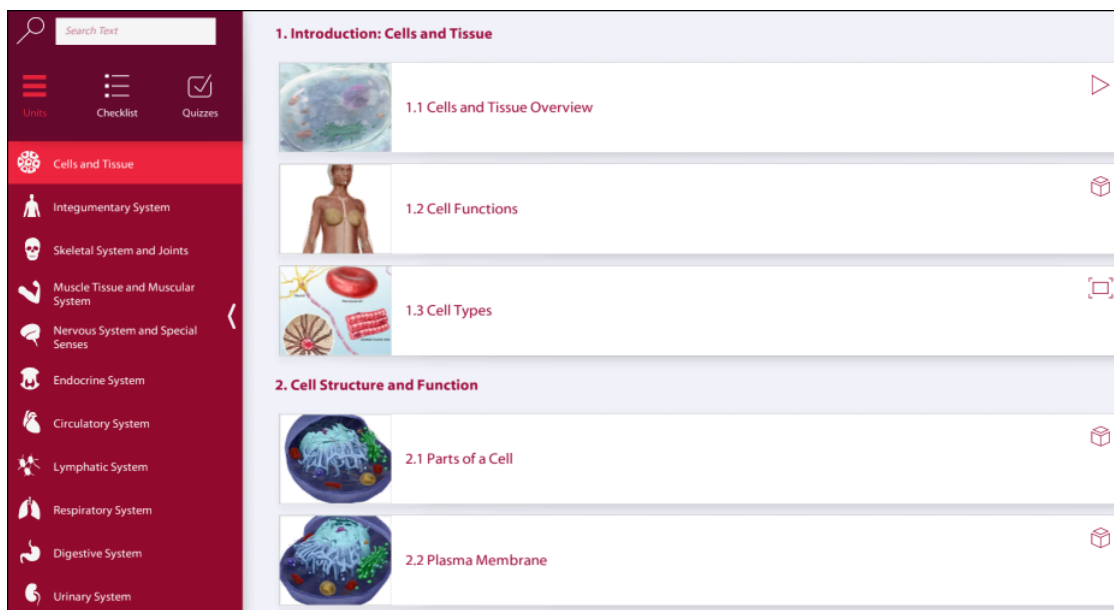 Search Text
Units
Checklist
Quizzes
Cells and Tissue
Integumentary System
Skeletal System and Joints
Muscle Tissue and Muscular
System
Nervous System and Special
Senses
Endocrine System
Circulatory System
Lymphatic System
Respiratory System
Digestive System
Urinary System
1. Introduction: Cells and Tissue
1.1 Cells and Tissue Overview
1.2 Cell Functions
1.3 Cell Types
2. Cell Structure and Function
2.1 Parts of a Cell
2.2 Plasma Membrane